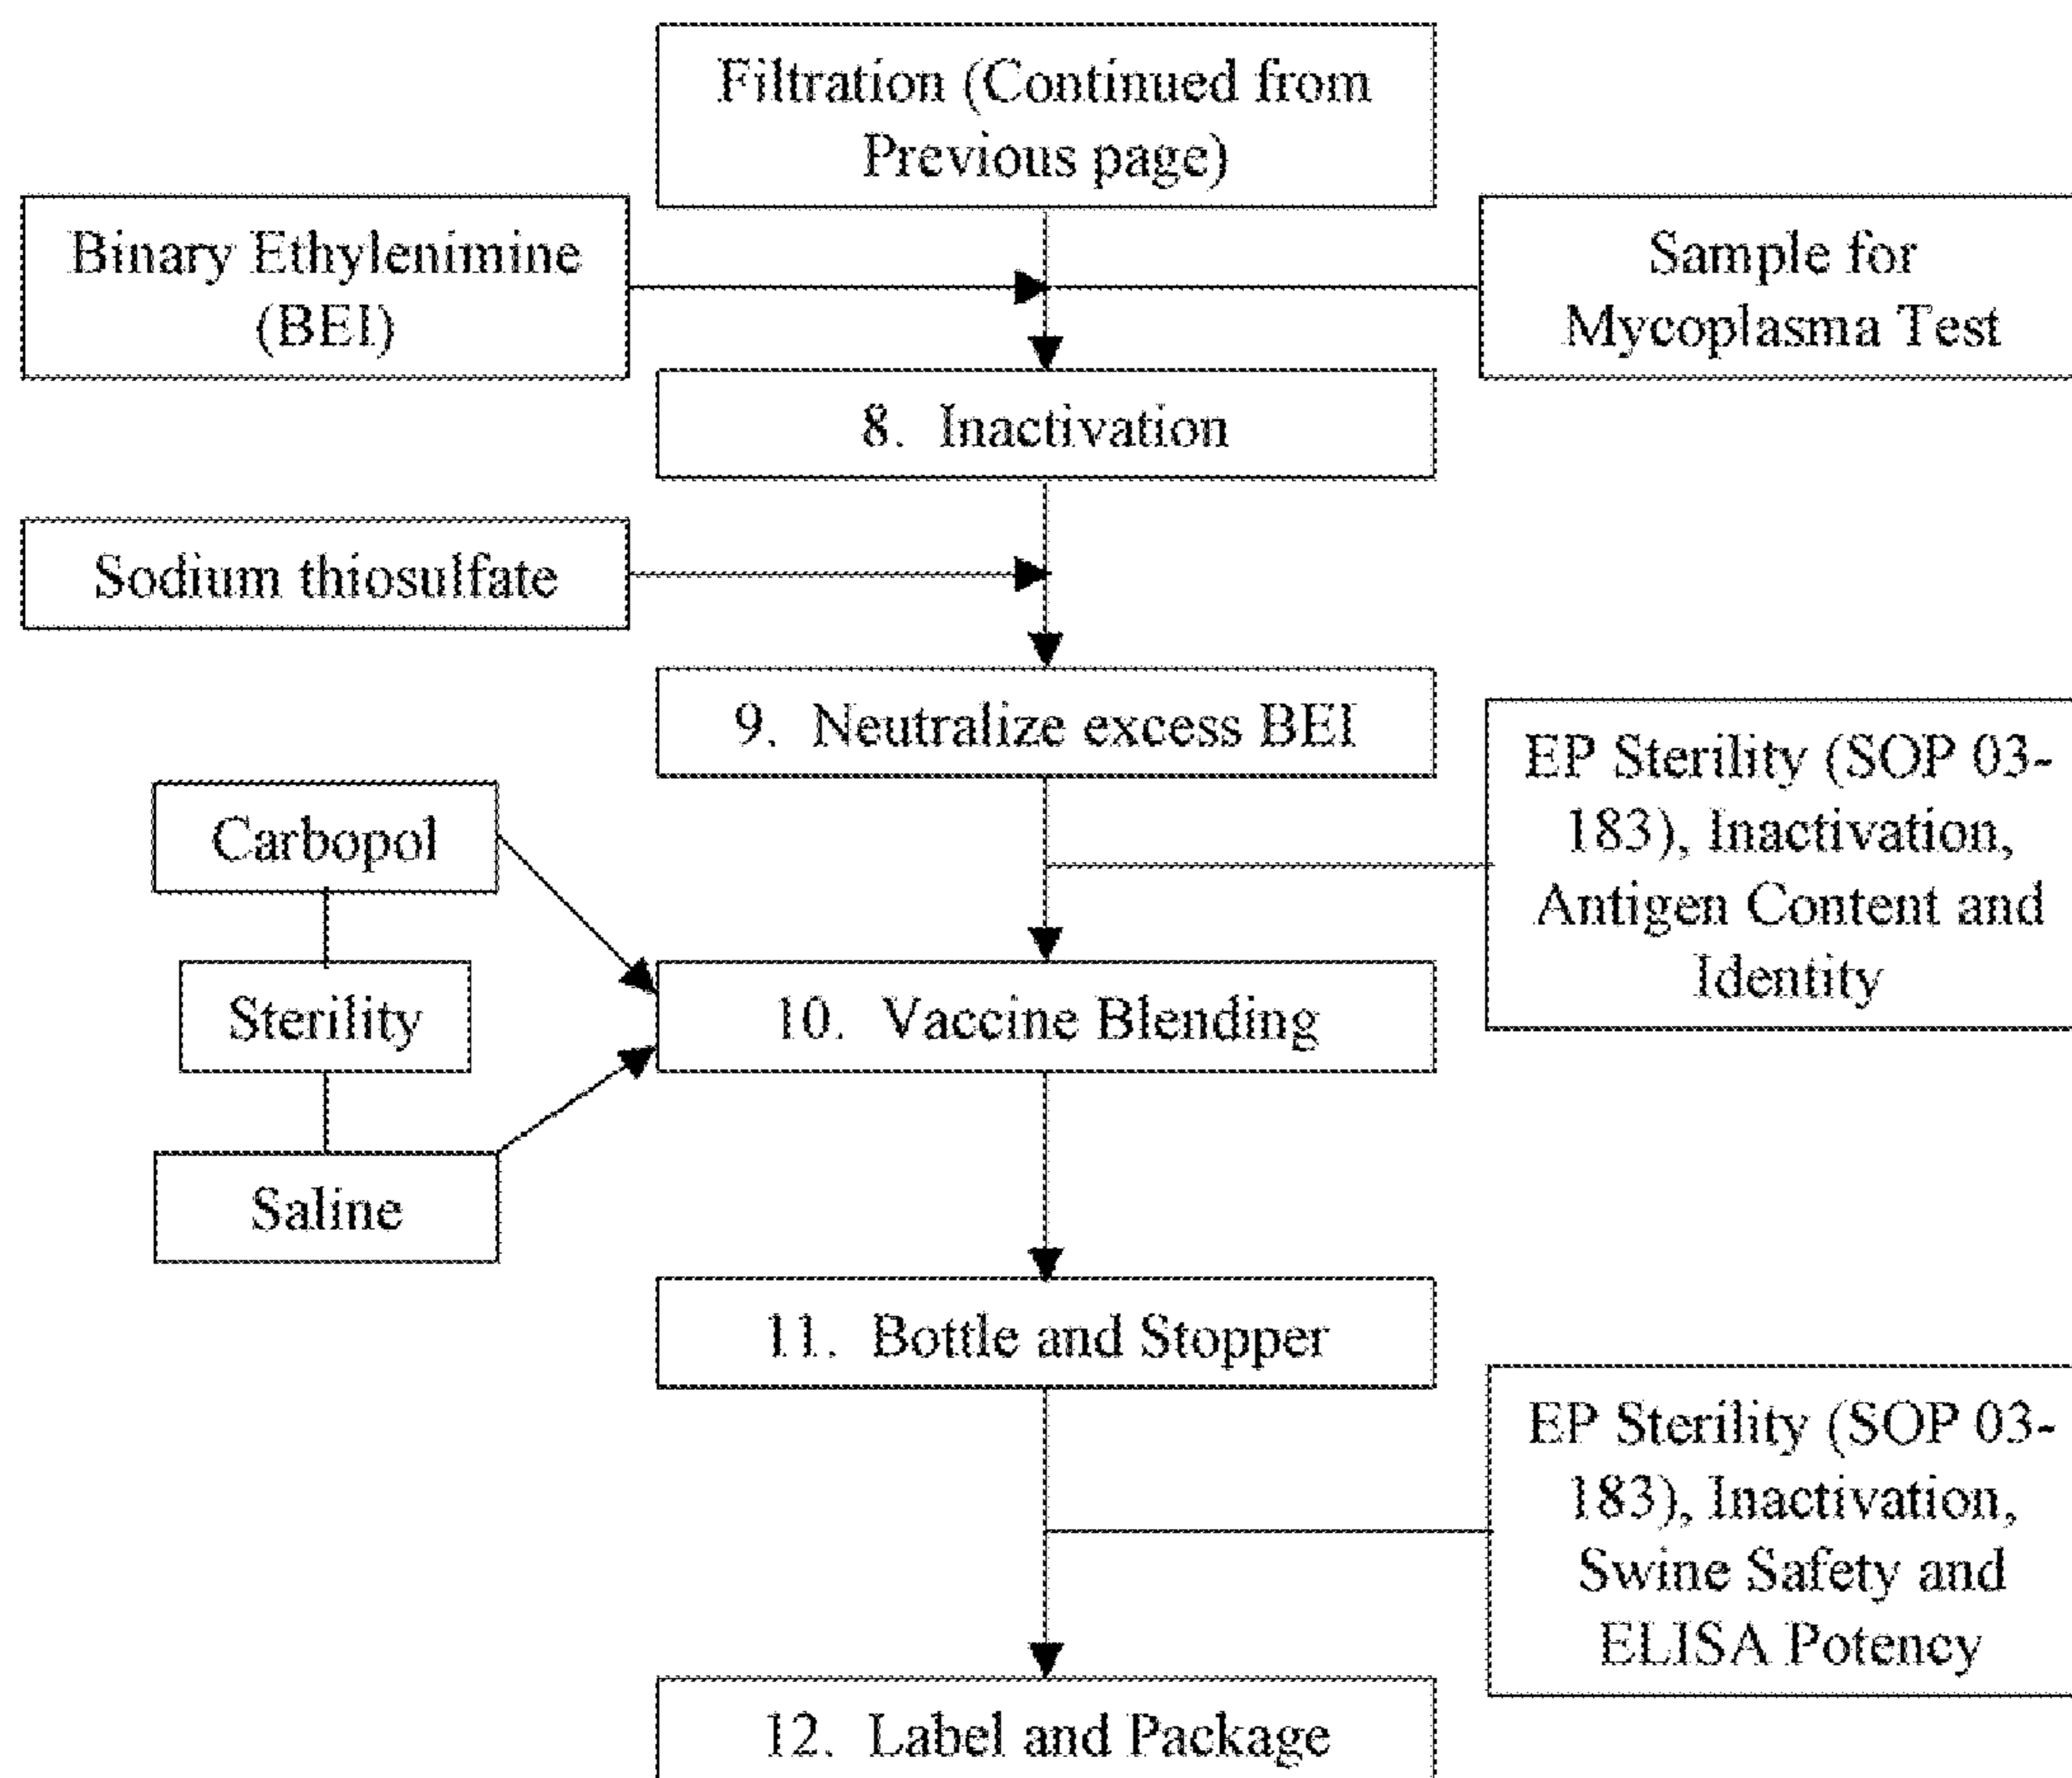 Filtration (Continued from
Previous page)
Binary Ethylenimine
(BEI)
Sample for
Mycoplasma Test
8. Inactivation
Sodium thiosulfate
9. Neutralize excess BEI
EP Sterility (SOP 03-
183), Inactivation,
Antigen Content and
Identity
Carbopol
Sterility
10. Vaccine Blending
Saline
11. Bottle and Stopper
EP Sterility (SOP 03-
183), Inactivation,
Swine Safety and
ELISA Potency
12. Label and Package